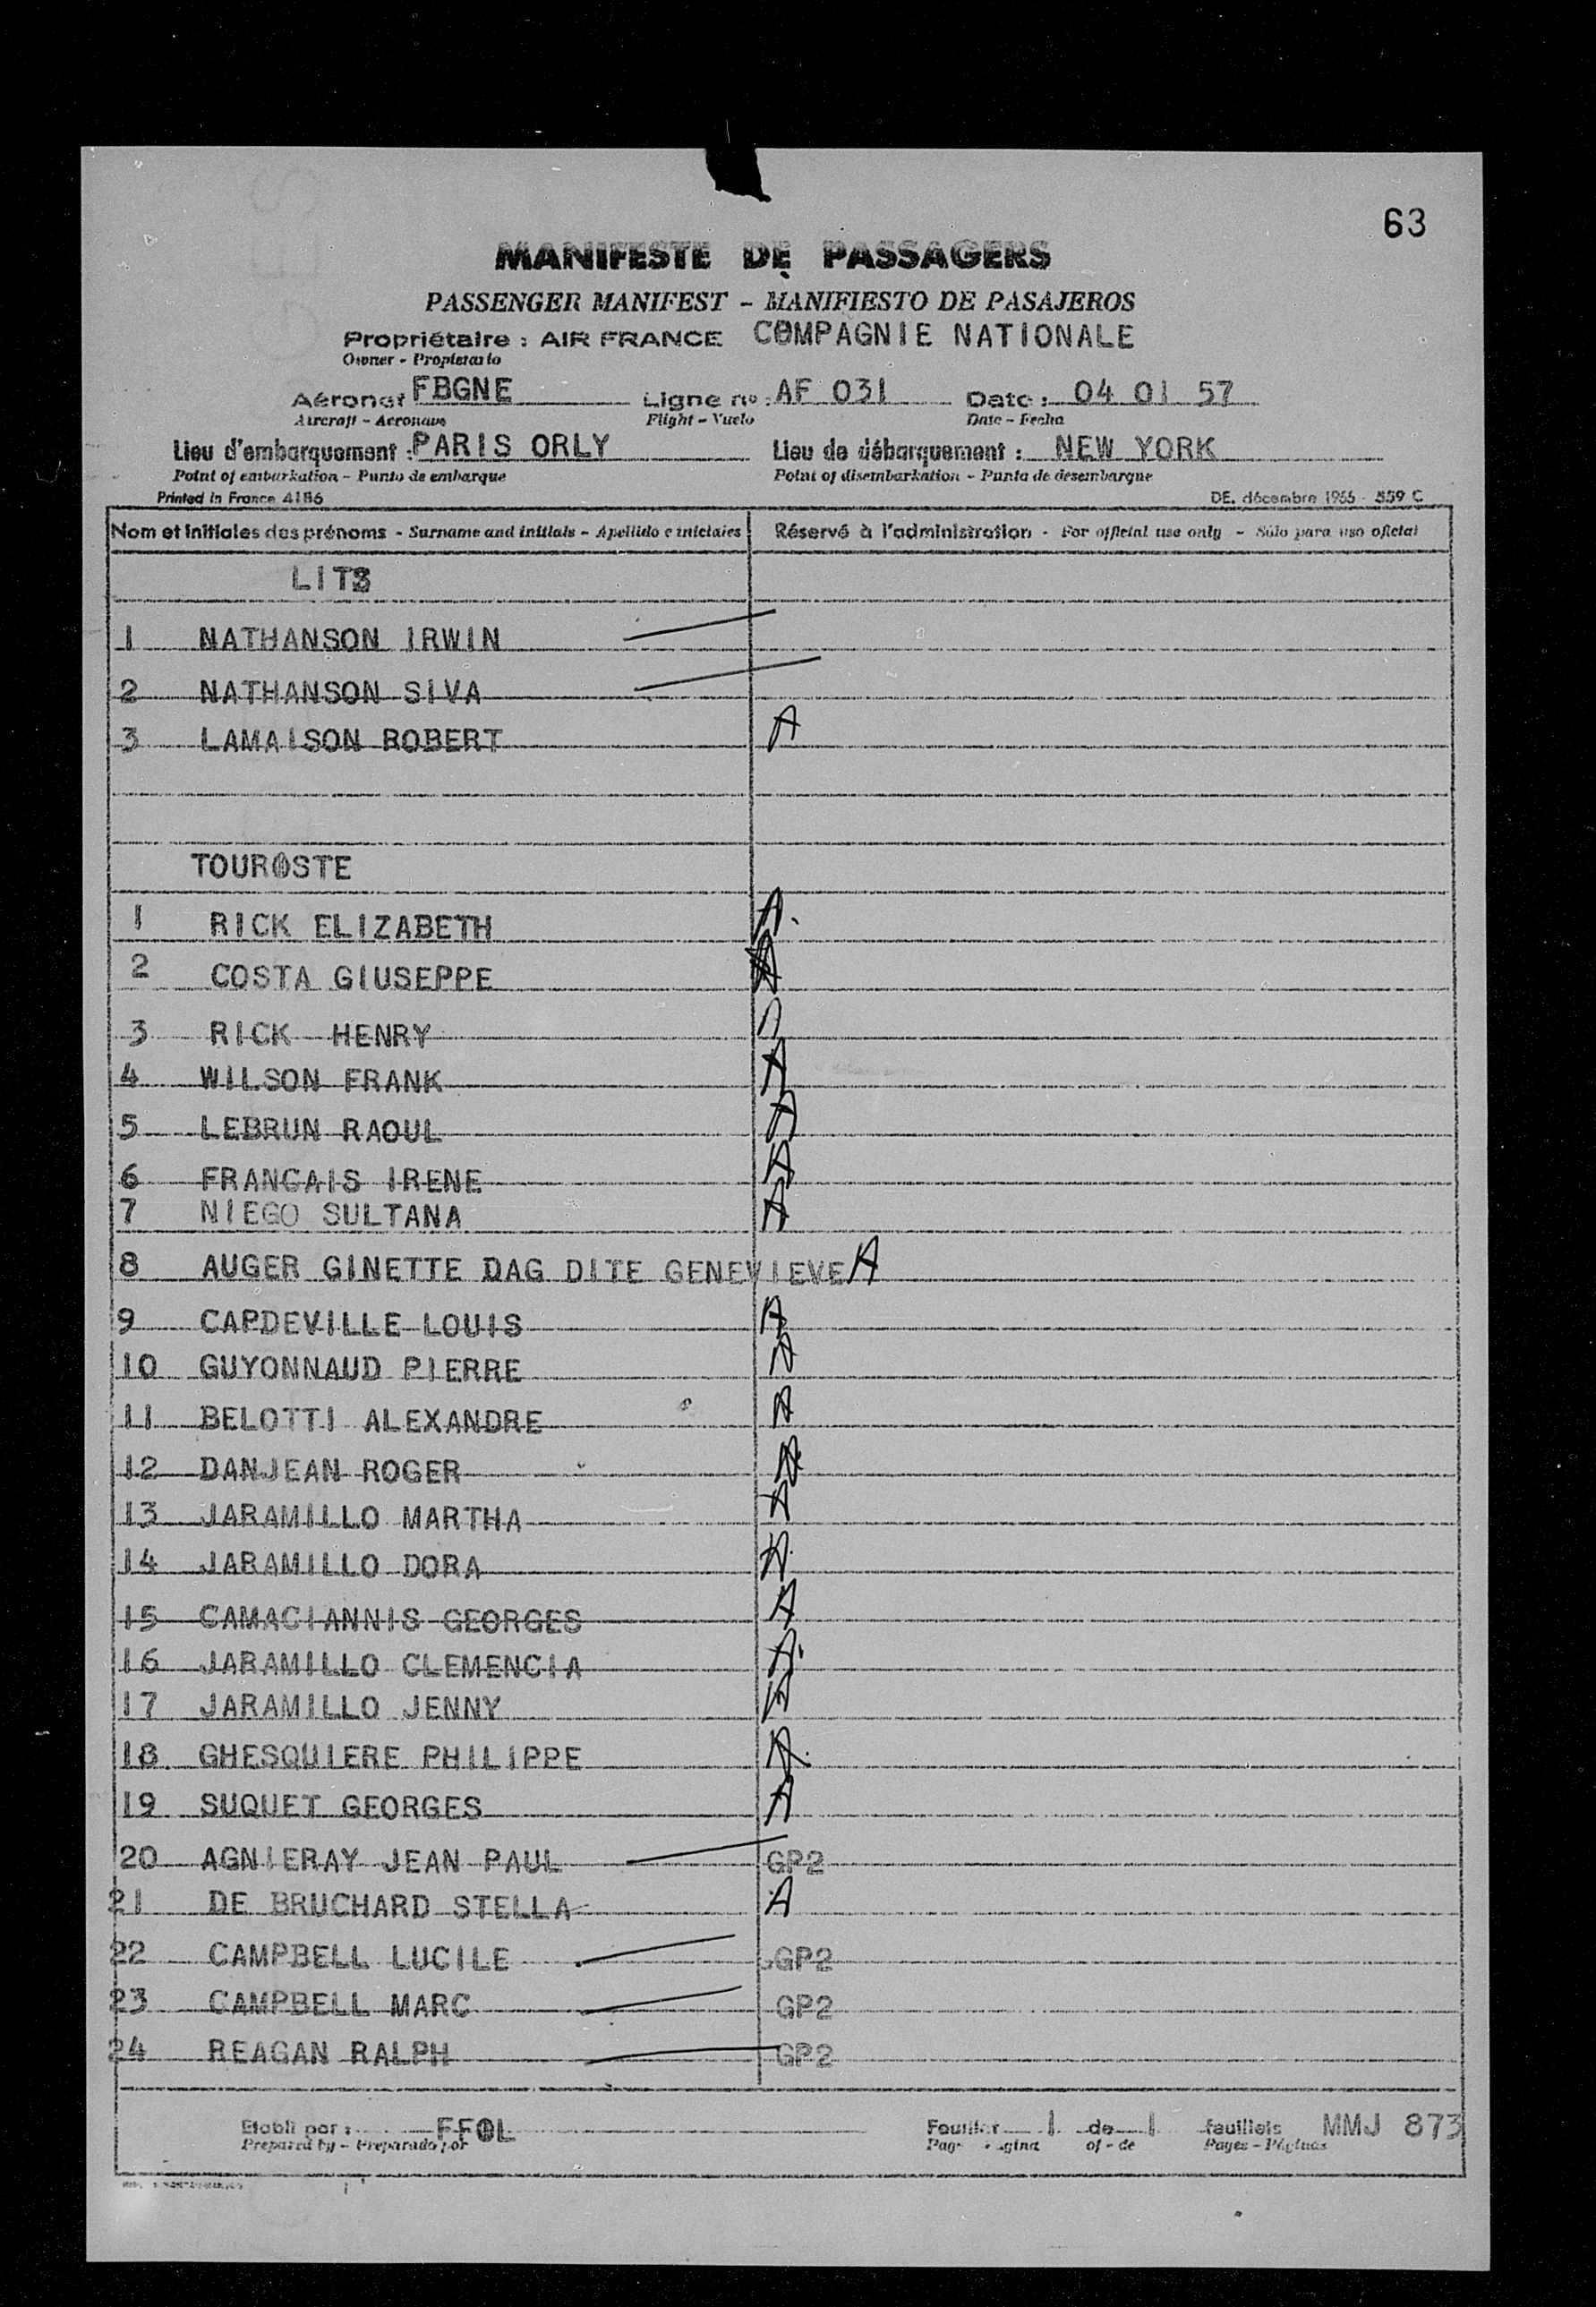 63
MANIFESTE DE PASSAGERS
PASSENGER MANIFEST - MANIFIESTO DE PASAJEROS
Propriétaire : AIR FRANCE COMPAGNIE NATIONALE
Owner - Propietario
Aéronef FBGNE Ligne nº : AF 031 Date : 04 01 57
Aircraft - Aeronave Flight - Vuelo Date - Fecha
Lieu d'embarquement : PARIS ORLY Lieu de débarquement : NEW YORK
Point of embarkation - Punto de embarque Point of disembarkation - Punto de desembarque
Printed in France 4186 DE. décembre 1955 - 559 C
Nom et initiales des prénoms - Surname and initials - Apellido e iniciales Réservé à l'administration - For official use only - Sólo para uso oficial
LITS
1 NATHANSON IRWIN
2 NATHANSON SIVA
3 LAMAISON ROBERT A
TOURISTE
1 RICK ELIZABETH A.
2 COSTA GIUSEPPE A
3 RICK HENRY A
4 WILSON FRANK A
5 LEBRUN RAOUL A
6 FRANCAIS IRENE A
7 NIEGO SULTANA A
8 AUGER GINETTE DAG DITE GENEVIEVE A
9 CAPDEVILLE LOUIS A
10 GUYONNAUD PIERRE A
11 BELOTTI ALEXANDRE A
12 DANJEAN ROGER A
13 JARAMILLO MARTHA A
14 JARAMILLO DORA A
15 CAMACIANNIS GEORGES A
16 JARAMILLO CLEMENCIA A
17 JARAMILLO JENNY A
18 GHESQUIERE PHILIPPE A
19 SUQUET GEORGES A
20 AGNIERAY JEAN PAUL GP2
21 DE BRUCHARD STELLA A
22 CAMPBELL LUCILE GP2
23 CAMPBELL MARC GP2
24 REAGAN RALPH GP2
Etabli par : FFOL Feuillet 1 de 1 feuillets MMJ 873
Prepared by - Preparado por Page Pagina of - de Pages - Páginas